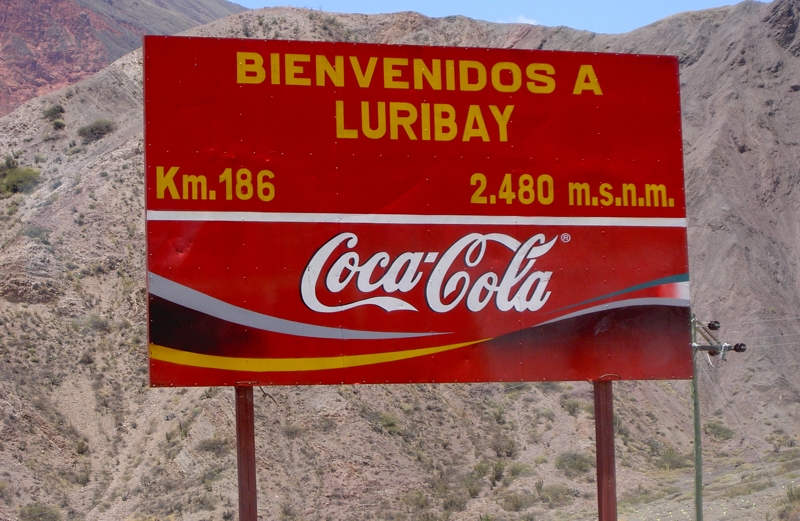 BIENVENIDOS A
LURIBAY
Km.186 2.480 m.s.n.m.
Coca-Cola®